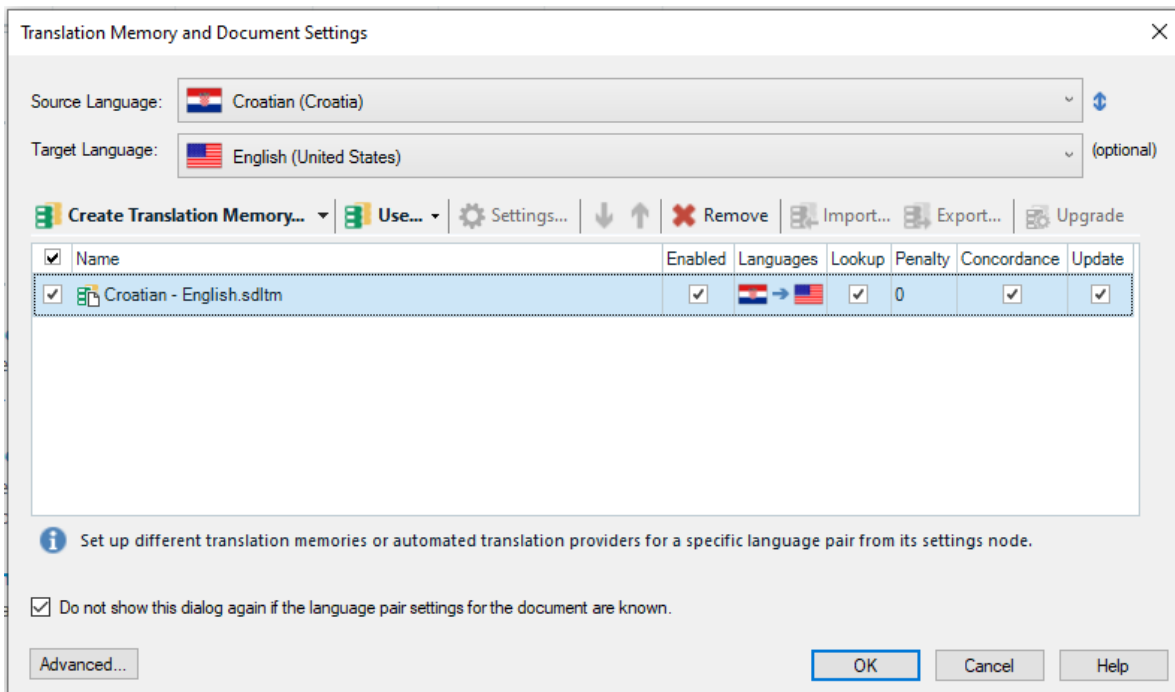 Translation Memory and Document Settings
Source Language: Croatian (Croatia)
Target Language: English (United States) (optional)
Create Translation Memory... Use... Settings... Remove Import... Export... Upgrade
Name Enabled Languages Lookup Penalty Concordance Update
Croatian - English.sdltm 0
Set up different translation memories or automated translation providers for a specific language pair from its settings node.
Do not show this dialog again if the language pair settings for the document are known.
Advanced... OK Cancel Help